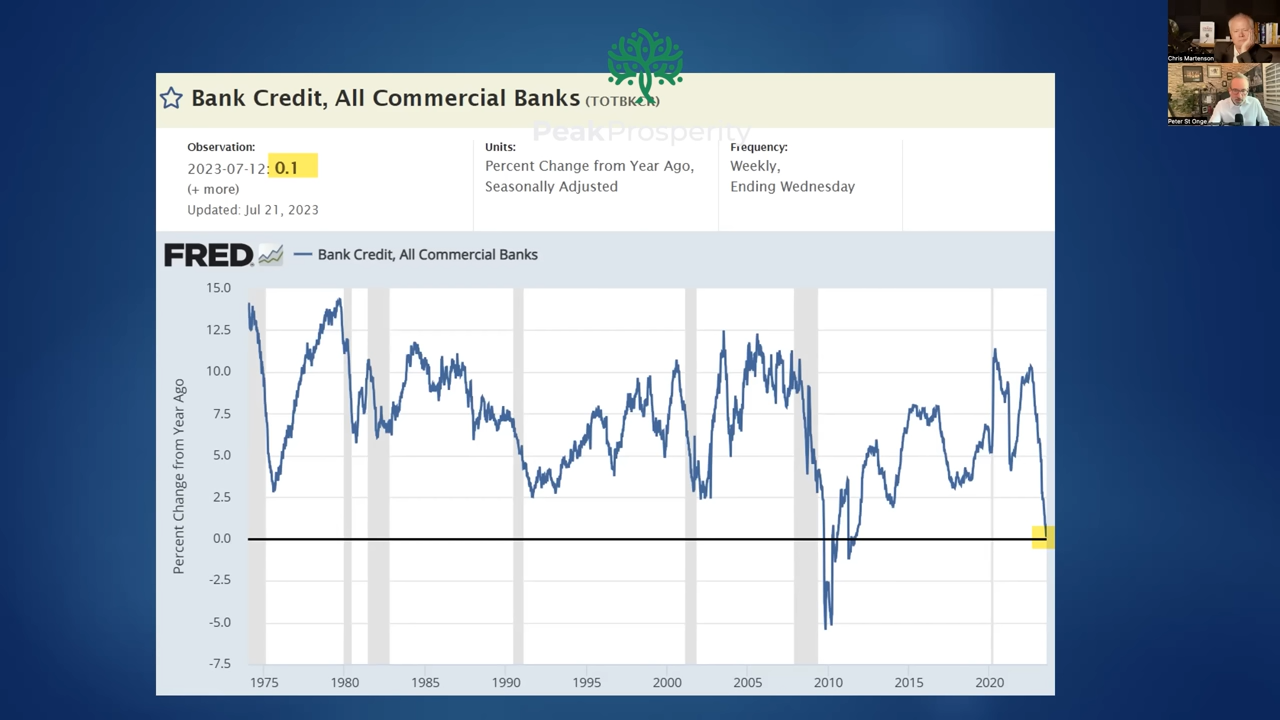 Chris Martenson
Peter St Onge
Bank Credit, All Commercial Banks (TOTBKCR)
PeakProsperity
Observation:
2023-07-12: 0.1
(+ more)
Updated: Jul 21, 2023
Units:
Percent Change from Year Ago,
Seasonally Adjusted
Frequency:
Weekly,
Ending Wednesday
FRED
Bank Credit, All Commercial Banks
Percent Change from Year Ago
15.0
12.5
10.0
7.5
5.0
2.5
0.0
-2.5
-5.0
-7.5
1975 1980 1985 1990 1995 2000 2005 2010 2015 2020